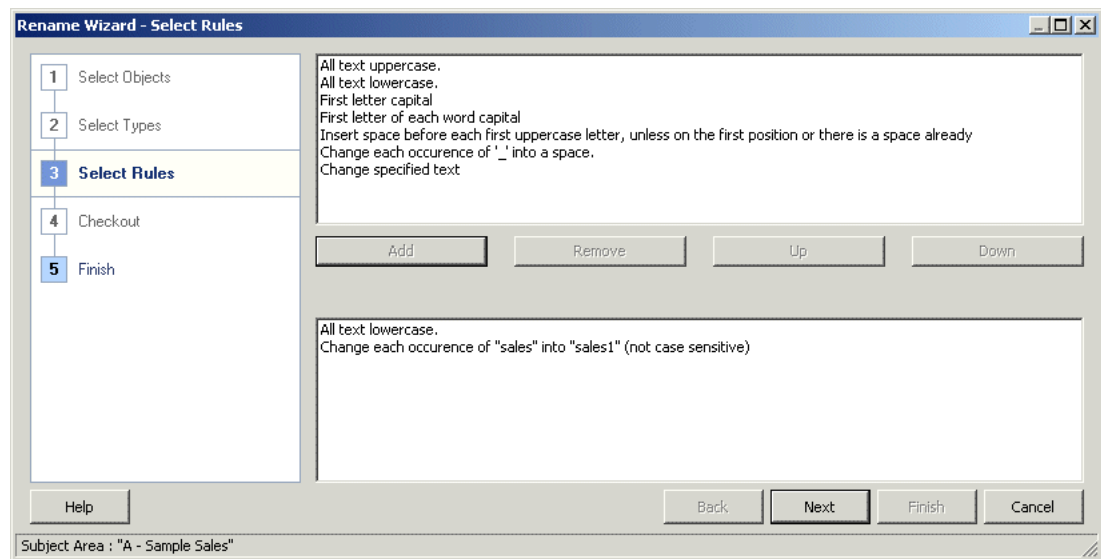 Rename Wizard - Select Rules
1 Select Objects
2 Select Types
3 Select Rules
4 Checkout
5 Finish
All text uppercase.
All text lowercase.
First letter capital
First letter of each word capital
Insert space before each first uppercase letter, unless on the first position or there is a space already
Change each occurence of '_' into a space.
Change specified text
Add Remove Up Down
All text lowercase.
Change each occurence of "sales" into "sales1" (not case sensitive)
Help Back Next Finish Cancel
Subject Area : "A - Sample Sales"